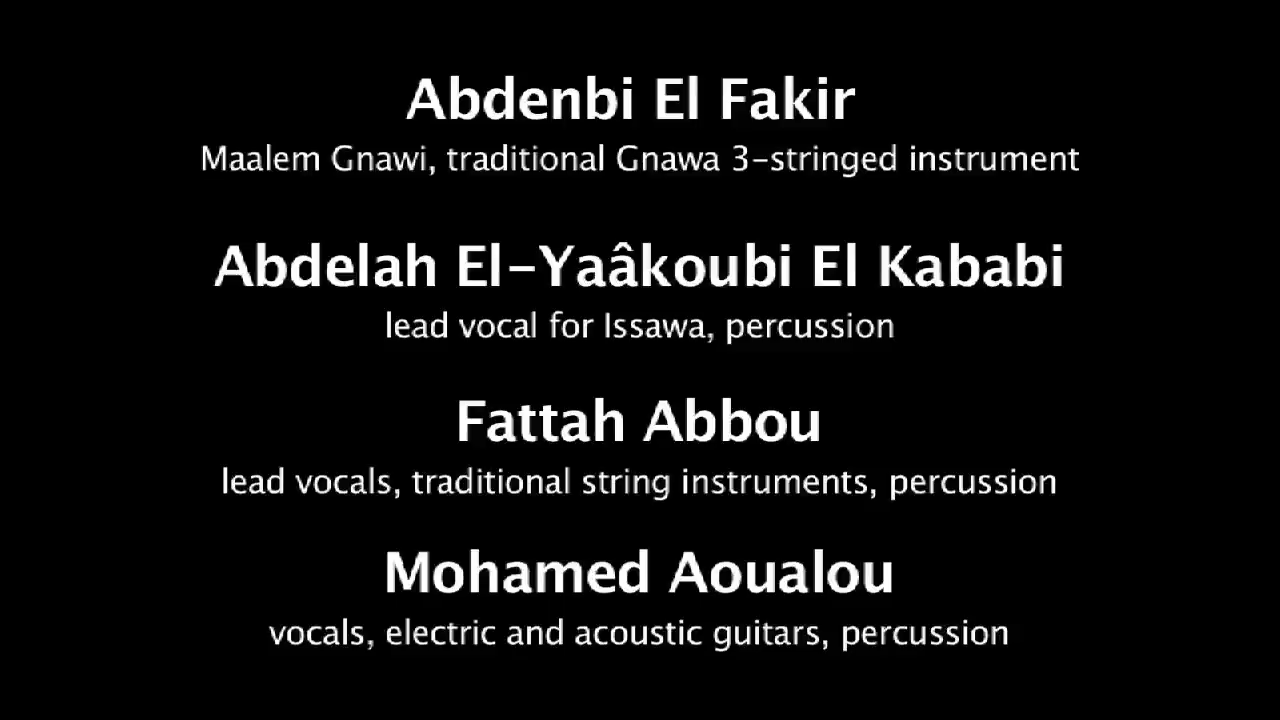 Abdenbi El Fakir
Maalem Gnawi, traditional Gnawa 3-stringed instrument
Abdelah El-Yaâkoubi El Kababi
lead vocal for Issawa, percussion
Fattah Abbou
lead vocals, traditional string instruments, percussion
Mohamed Aoualou
vocals, electric and acoustic guitars, percussion